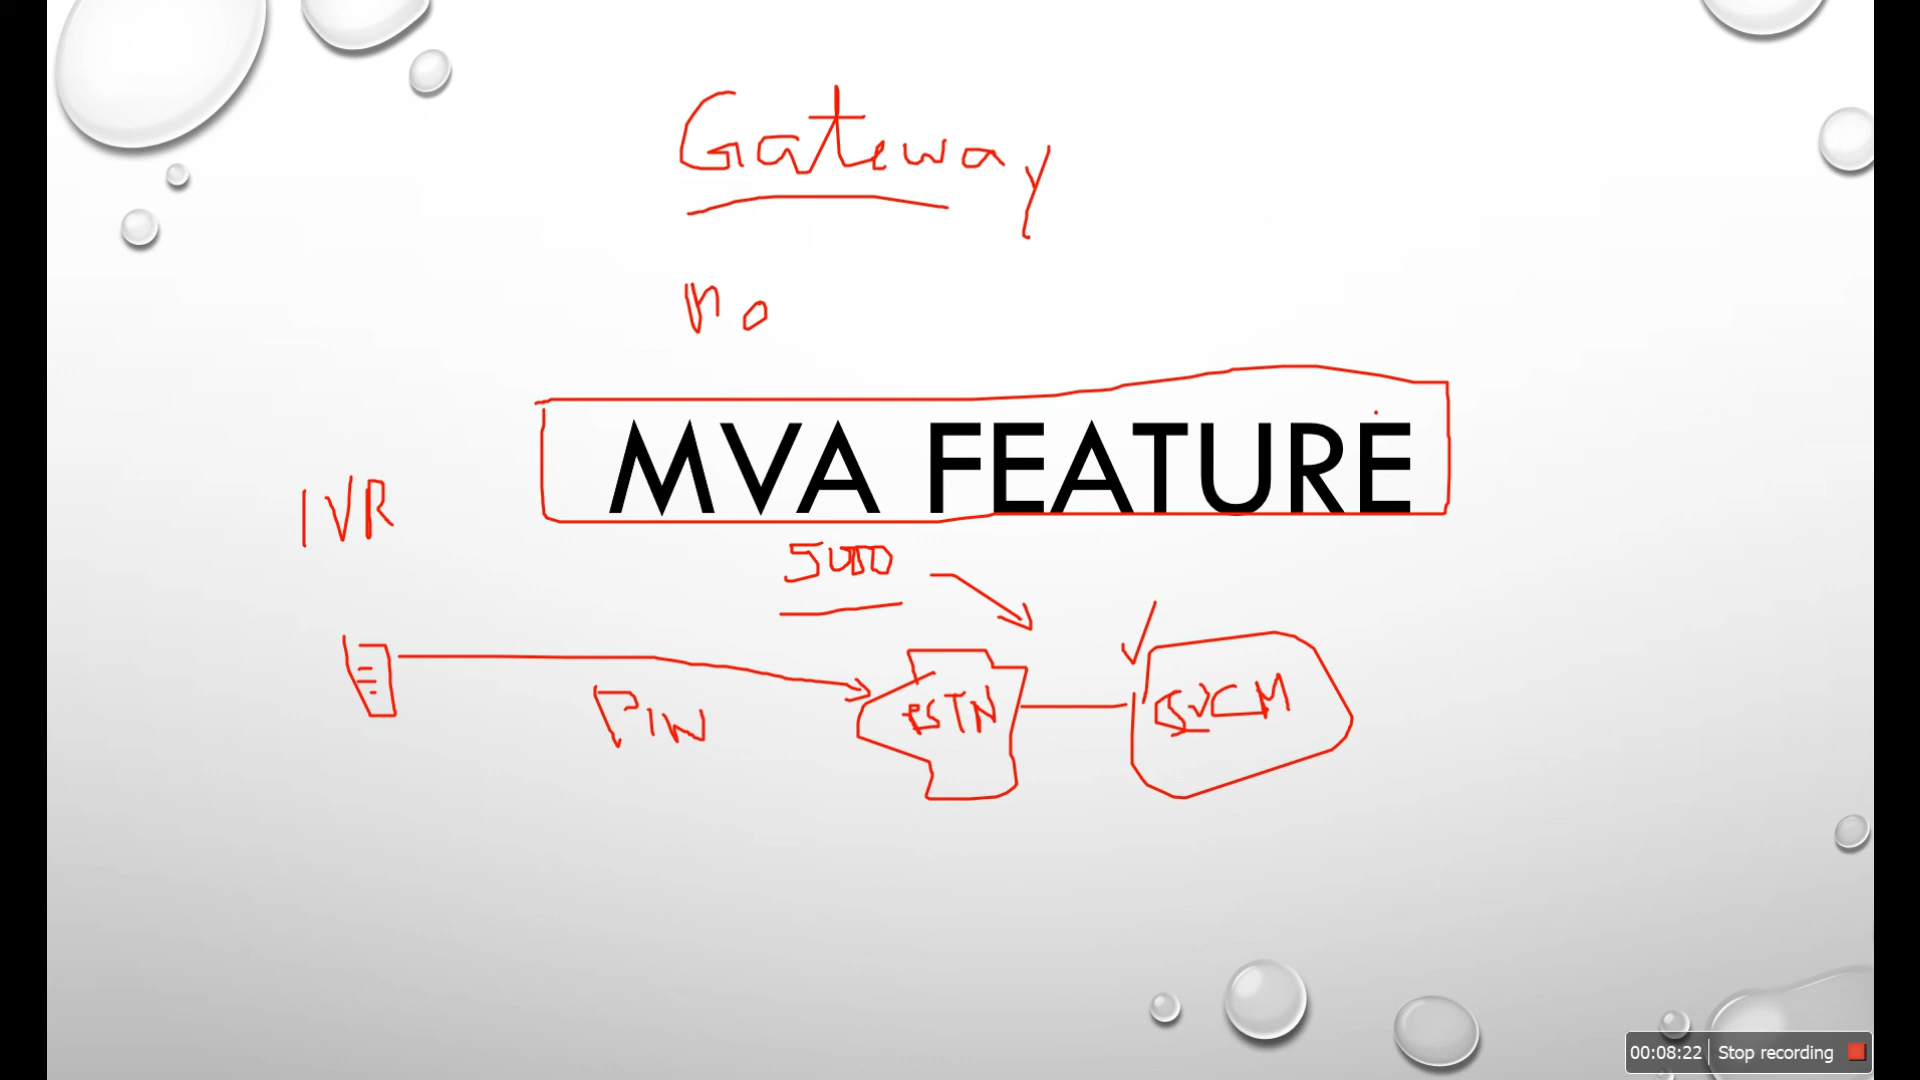 Gateway
no
MVA FEATURE
IVR
5000
PIN
PSTN
CUCM
00:08:22 Stop recording